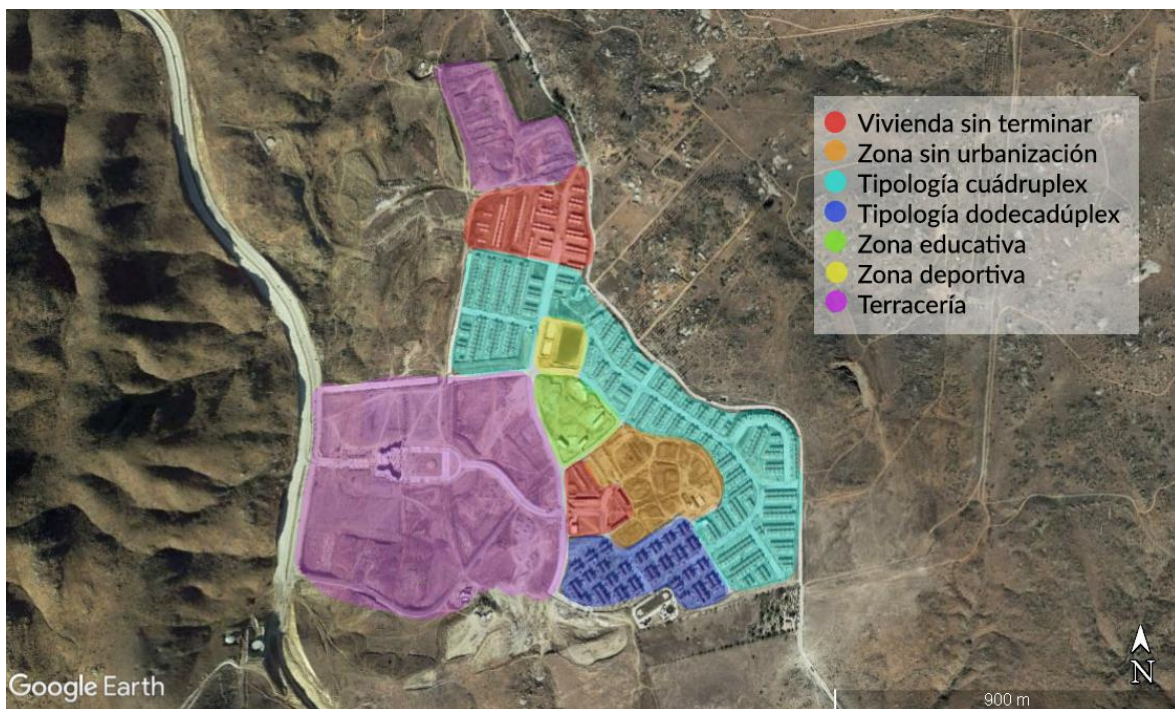 Vivienda sin terminar
Zona sin urbanización
Tipología cuádruplex
Tipología dodecadúplex
Zona educativa
Zona deportiva
Terracería
N
Google Earth
900 m